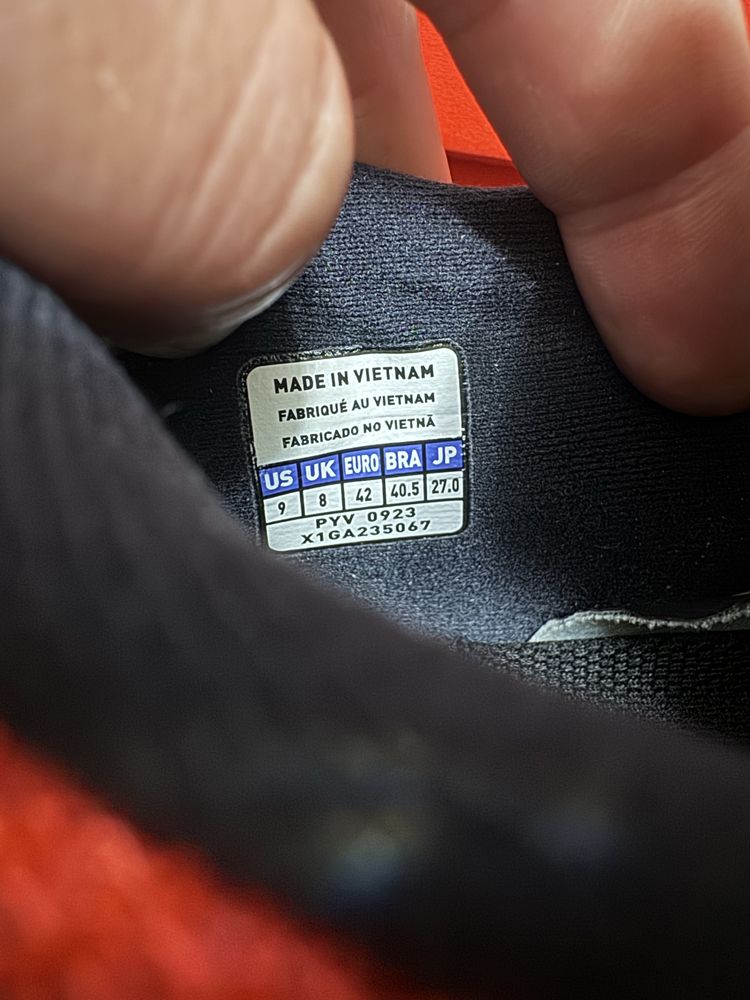 MADE IN VIETNAM
FABRIQUÉ AU VIETNAM
FABRICADO NO VIETNÃ
US UK EURO BRA JP
9 8 42 40.5 27.0
PYV 0923
X1GA235067